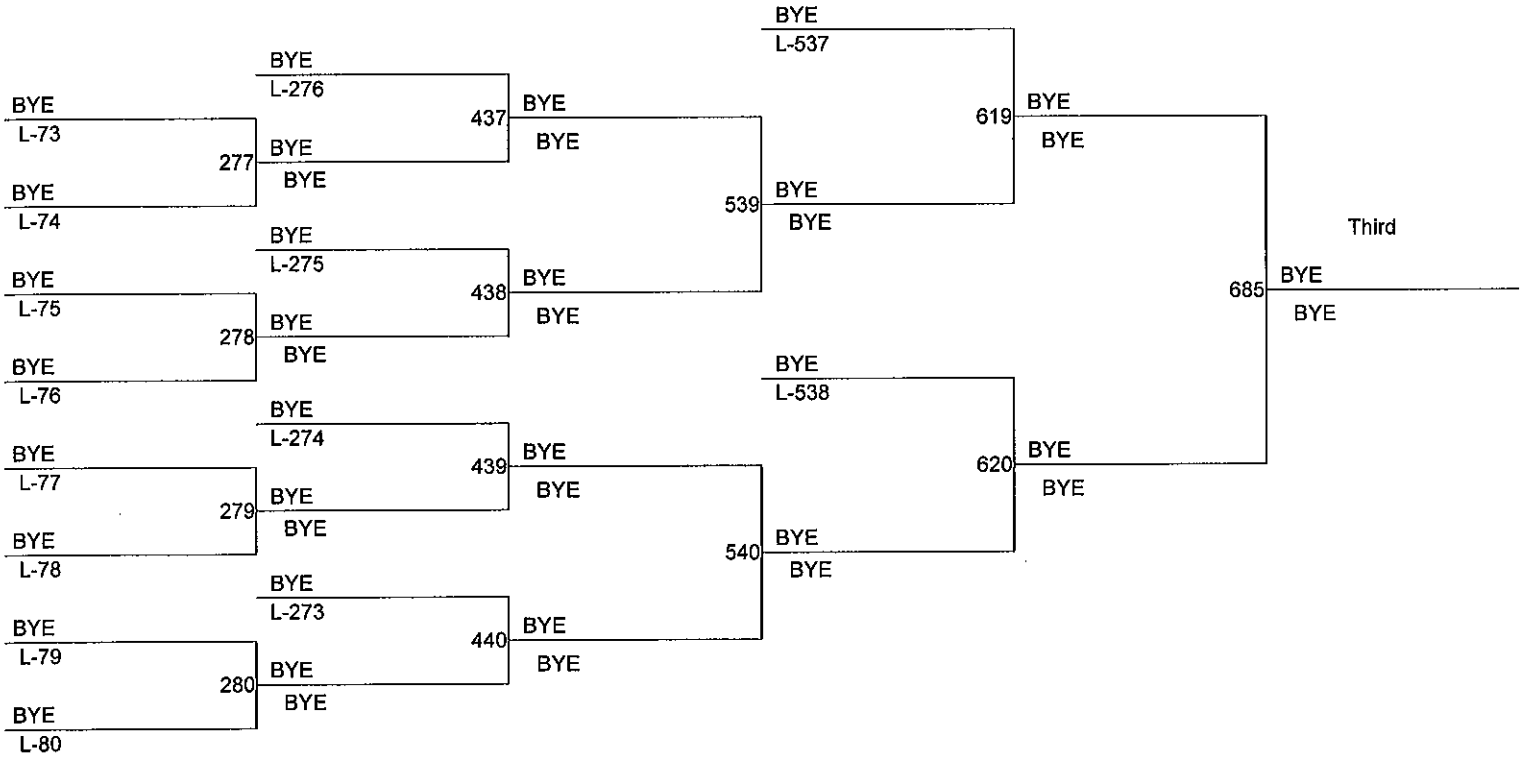 BYE
L-537
BYE
L-276
BYE
L-73
437
BYE
BYE
619
BYE
BYE
277
BYE
BYE
BYE
L-74
539
BYE
BYE
Third
BYE
L-275
BYE
L-75
438
BYE
BYE
685
BYE
BYE
278
BYE
BYE
BYE
L-76
BYE
L-538
BYE
L-274
BYE
L-77
439
BYE
BYE
620
BYE
BYE
279
BYE
BYE
BYE
L-78
540
BYE
BYE
BYE
L-273
BYE
L-79
440
BYE
BYE
280
BYE
BYE
BYE
L-80